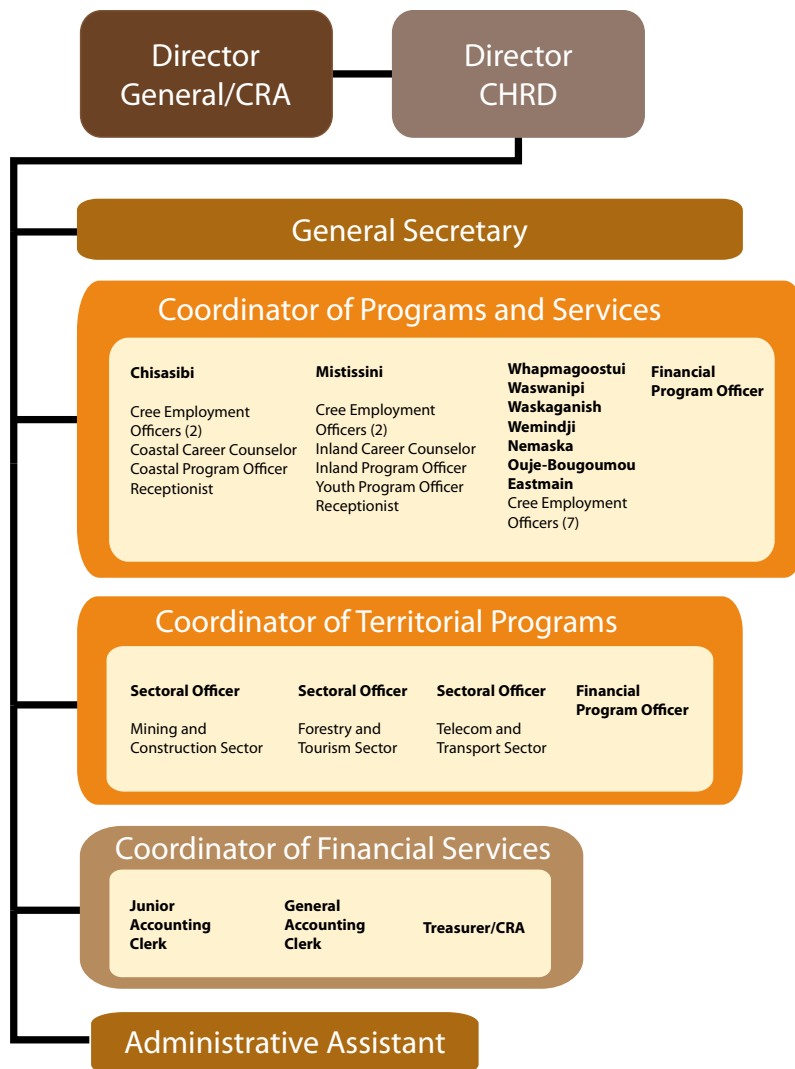 Director
General/CRA
Director
CHRD
General Secretary
Coordinator of Programs and Services
Chisasibi
Cree Employment
Officers (2)
Coastal Career Counselor
Coastal Program Officer
Receptionist
Mistissini
Cree Employment
Officers (2)
Inland Career Counselor
Inland Program Officer
Youth Program Officer
Receptionist
Whapmagoostui
Waswanipi
Waskaganish
Wemindji
Nemaska
Ouje-Bougoumou
Eastmain
Cree Employment
Officers (7)
Financial
Program Officer
Coordinator of Territorial Programs
Sectoral Officer
Mining and
Construction Sector
Sectoral Officer
Forestry and
Tourism Sector
Sectoral Officer
Telecom and
Transport Sector
Financial
Program Officer
Coordinator of Financial Services
Junior
Accounting
Clerk
General
Accounting
Clerk
Treasurer/CRA
Administrative Assistant